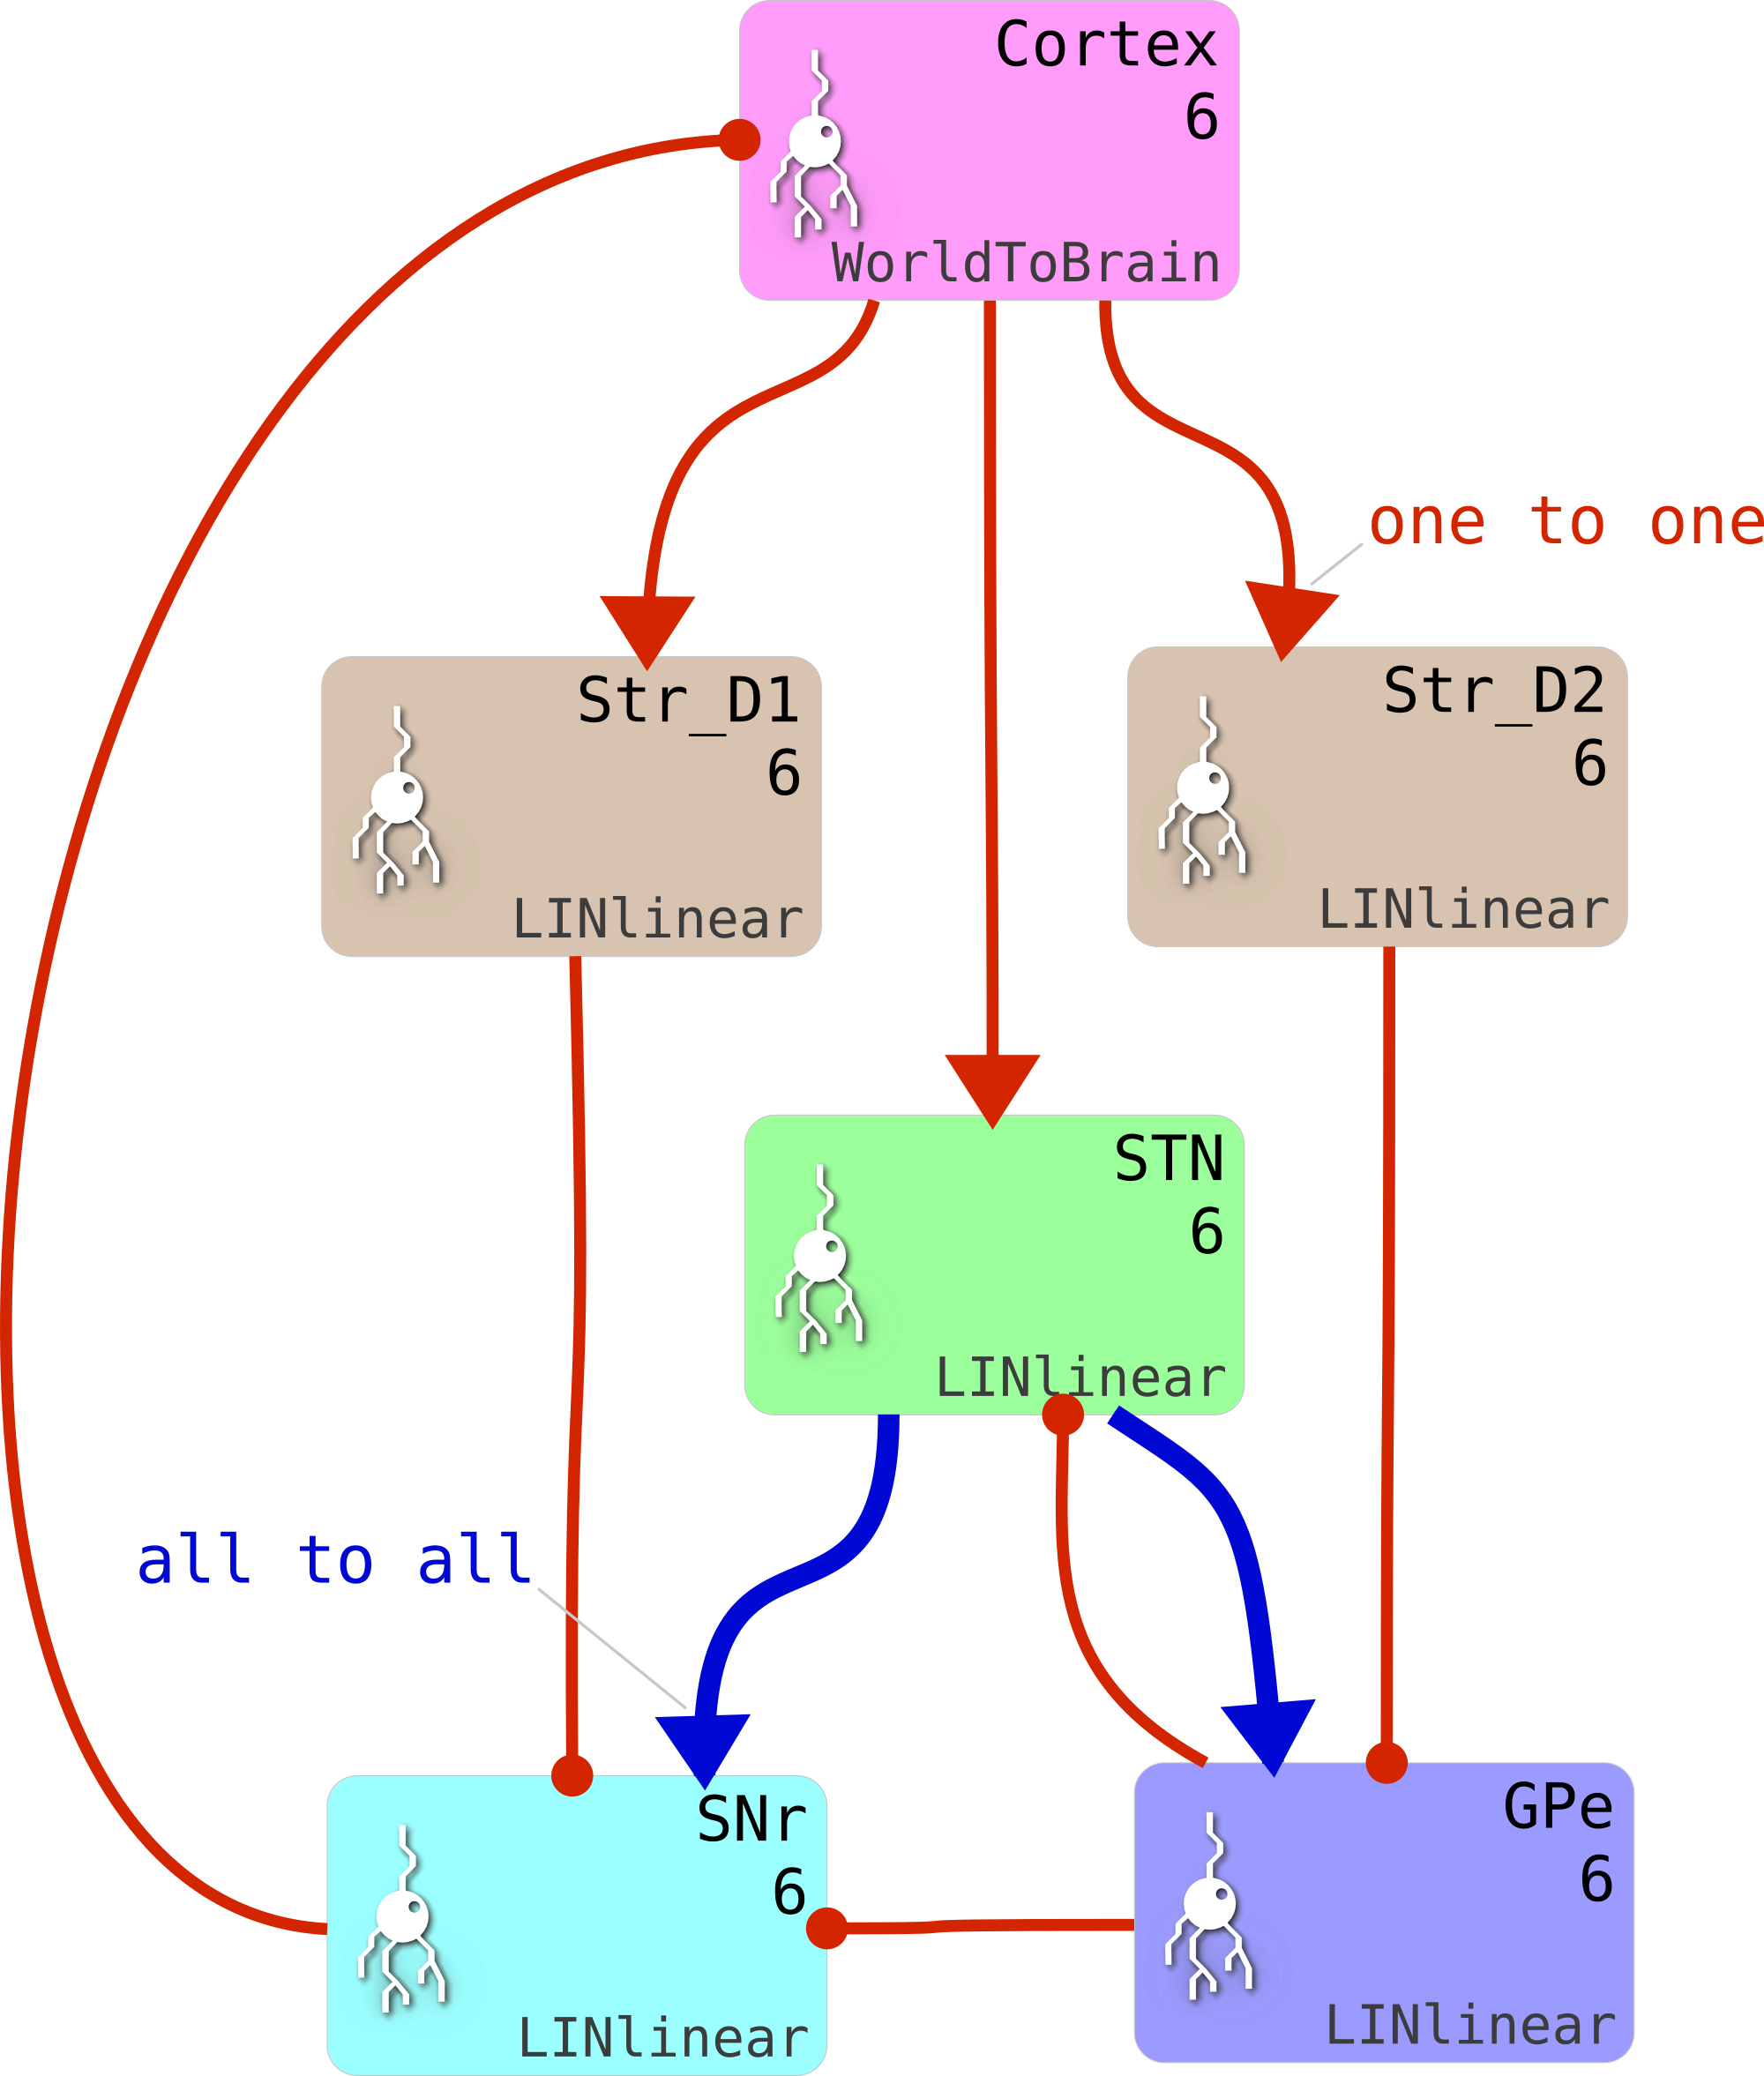 Cortex
6
WorldToBrain
one to one
Str_D1
6
LINlinear
Str_D2
6
LINlinear
STN
6
LINlinear
all to all
SNr
6
LINlinear
GPe
6
LINlinear